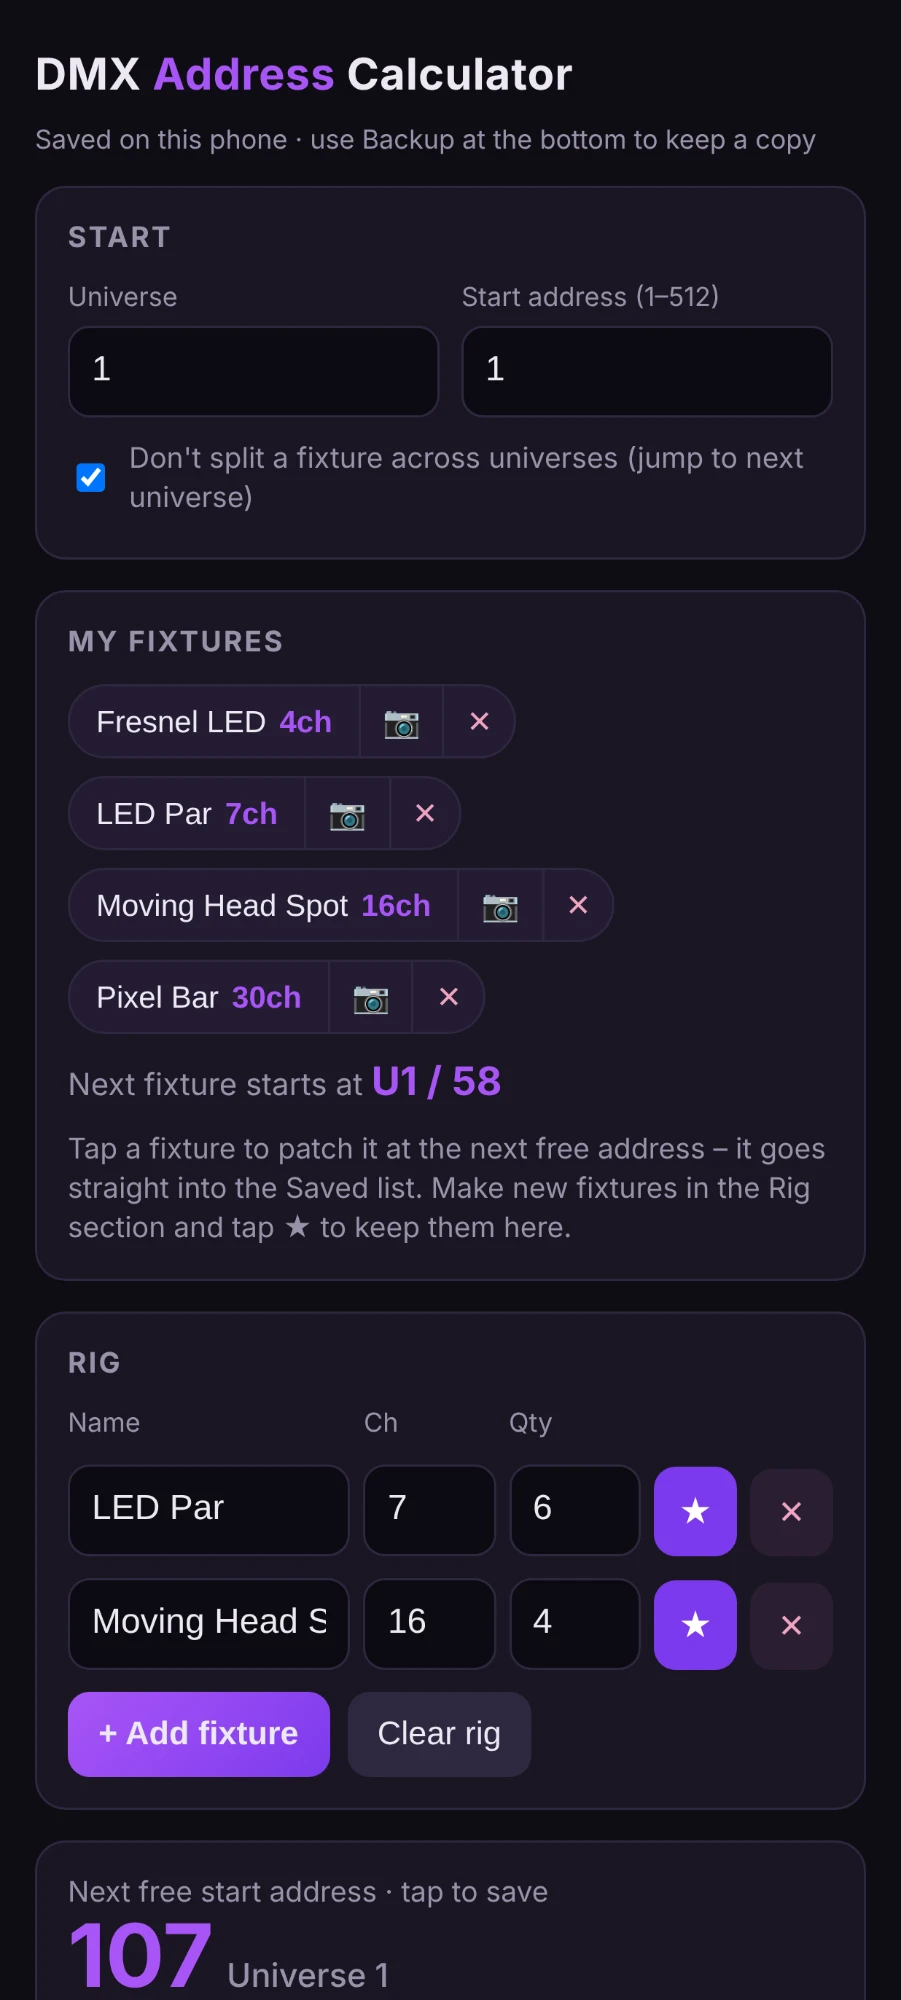 DMX Address Calculator
Saved on this phone · use Backup at the bottom to keep a copy
START
Universe
Start address (1–512)
1
1
Don't split a fixture across universes (jump to next
universe)
MY FIXTURES
Fresnel LED 4ch 📷 ✕
LED Par 7ch 📷 ✕
Moving Head Spot 16ch 📷 ✕
Pixel Bar 30ch 📷 ✕
Next fixture starts at U1 / 58
Tap a fixture to patch it at the next free address – it goes
straight into the Saved list. Make new fixtures in the Rig
section and tap ★ to keep them here.
RIG
Name Ch Qty
LED Par 7 6 ★ ✕
Moving Head S 16 4 ★ ✕
+ Add fixture
Clear rig
Next free start address · tap to save
107 Universe 1